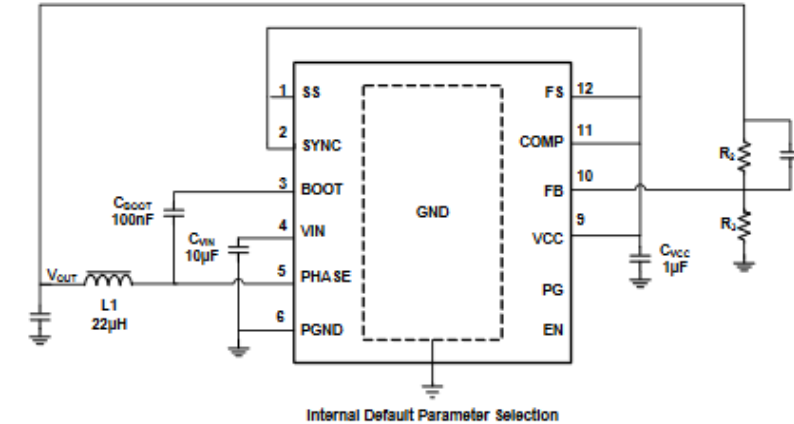 1 SS
2 SYNC
3 BOOT
4 VIN
5 PHASE
6 PGND
FS 12
COMP 11
FB 10
VCC 9
PG
EN
GND
CBOOT
100nF
CVIN
10µF
VOUT
L1
22µH
R2
R3
CVCC
1µF
Internal Default Parameter Selection